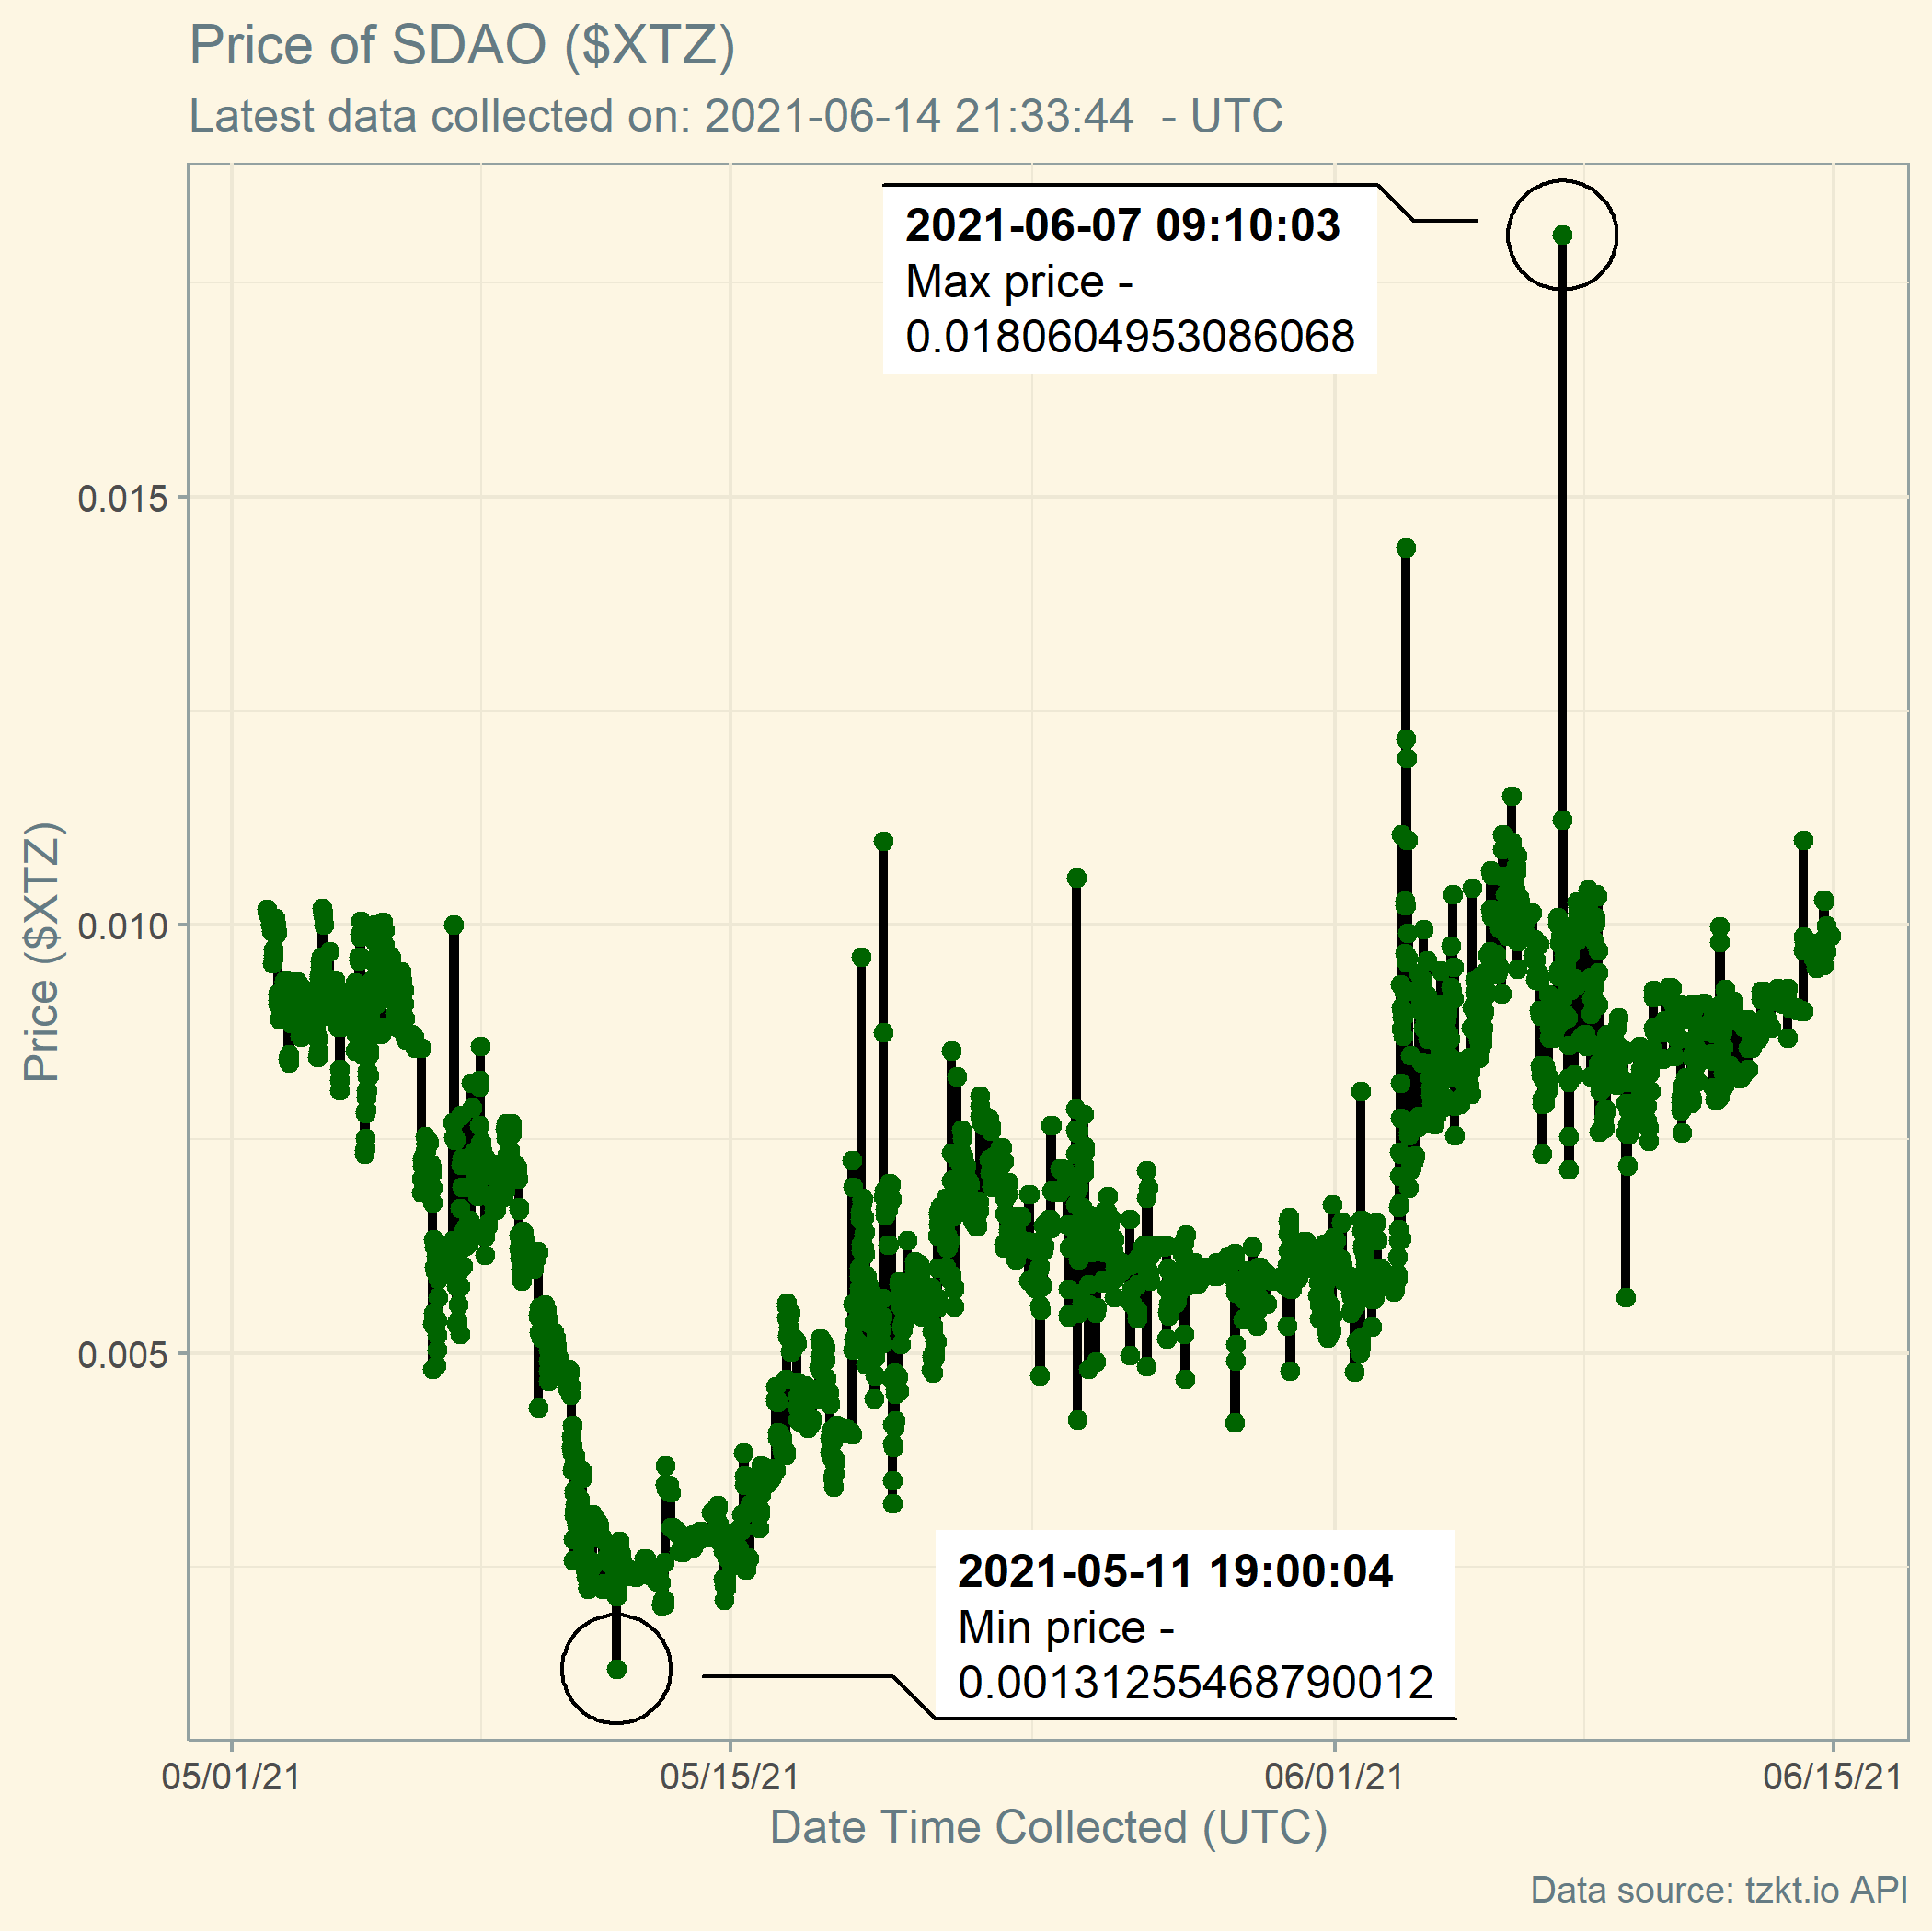 Price of SDAO ($XTZ)
Latest data collected on: 2021-06-14 21:33:44  - UTC
2021-06-07 09:10:03
Max price -
0.0180604953086068
0.015
0.010
0.005
Price ($XTZ)
2021-05-11 19:00:04
Min price -
0.00131255468790012
05/01/21
05/15/21
06/01/21
06/15/21
Date Time Collected (UTC)
Data source: tzkt.io API